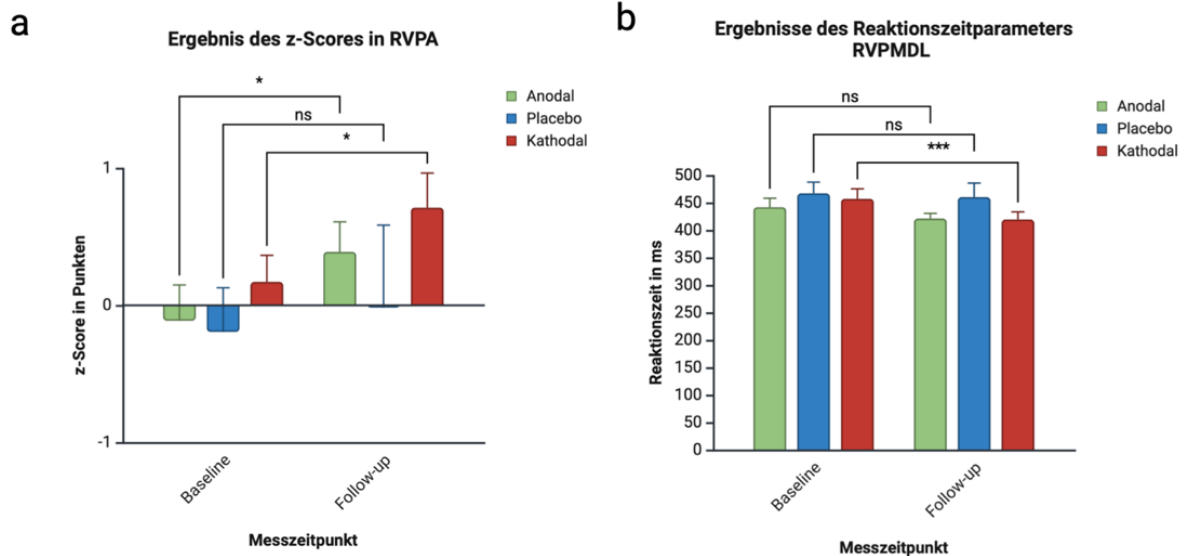 a
Ergebnis des z-Scores in RVPA
*
ns
*
Anodal
Placebo
Kathodal
1
0
-1
z-Score in Punkten
Baseline
Follow-up
Messzeitpunkt
b
Ergebnisse des Reaktionszeitparameters
RVPMDL
ns
ns
***
Anodal
Placebo
Kathodal
500
450
400
350
300
250
200
150
100
50
0
Reaktionszeit in ms
Baseline
Follow-up
Messzeitpunkt